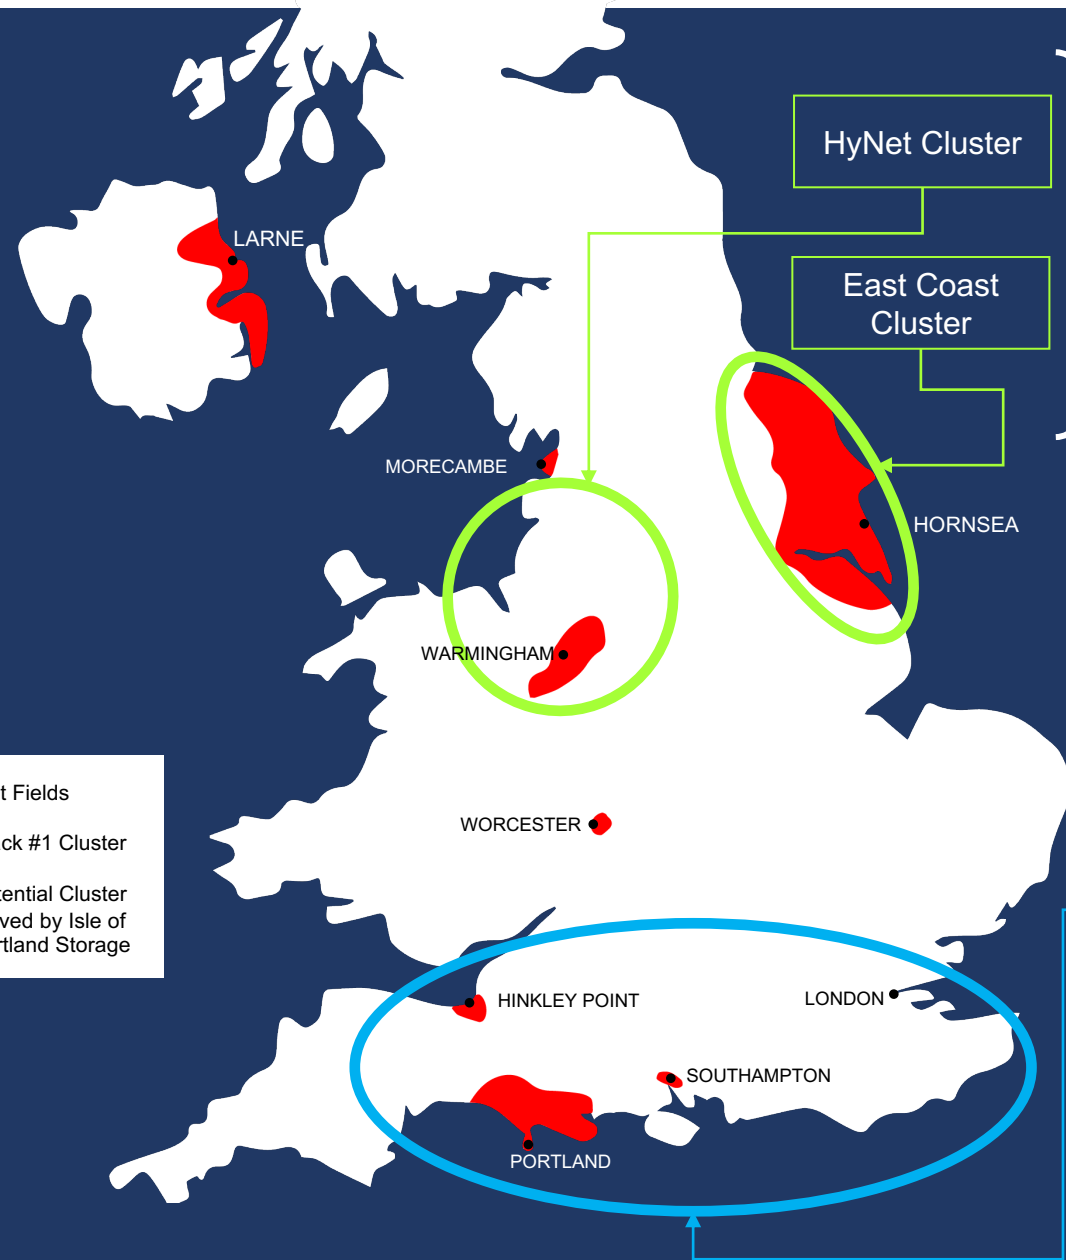 HyNet Cluster
LARNE
East Coast
Cluster
MORECAMBE
HORNSEA
WARMINGHAM
t Fields
WORCESTER
ck #1 Cluster
tential Cluster
ved by Isle of
rtland Storage
HINKLEY POINT
LONDON
SOUTHAMPTON
PORTLAND